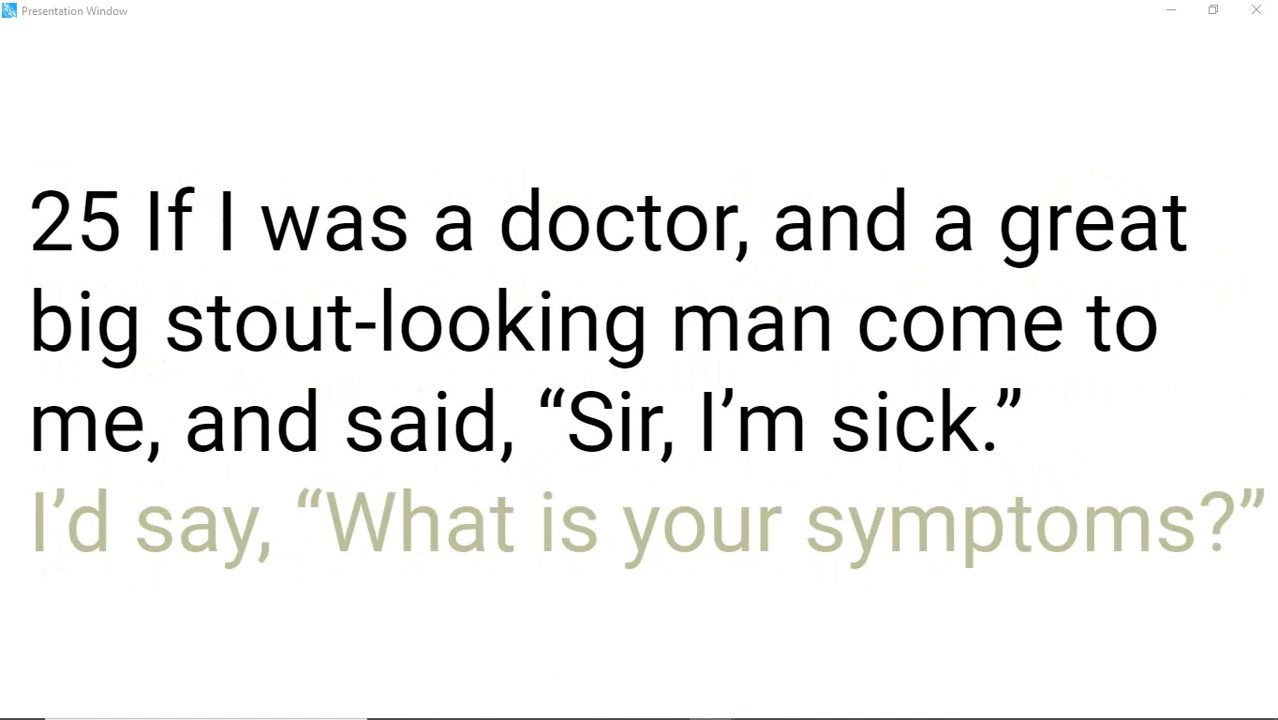 Presentation Window
25 If I was a doctor, and a great
big stout-looking man come to
me, and said, “Sir, I’m sick.”
I’d say, “What is your symptoms?”